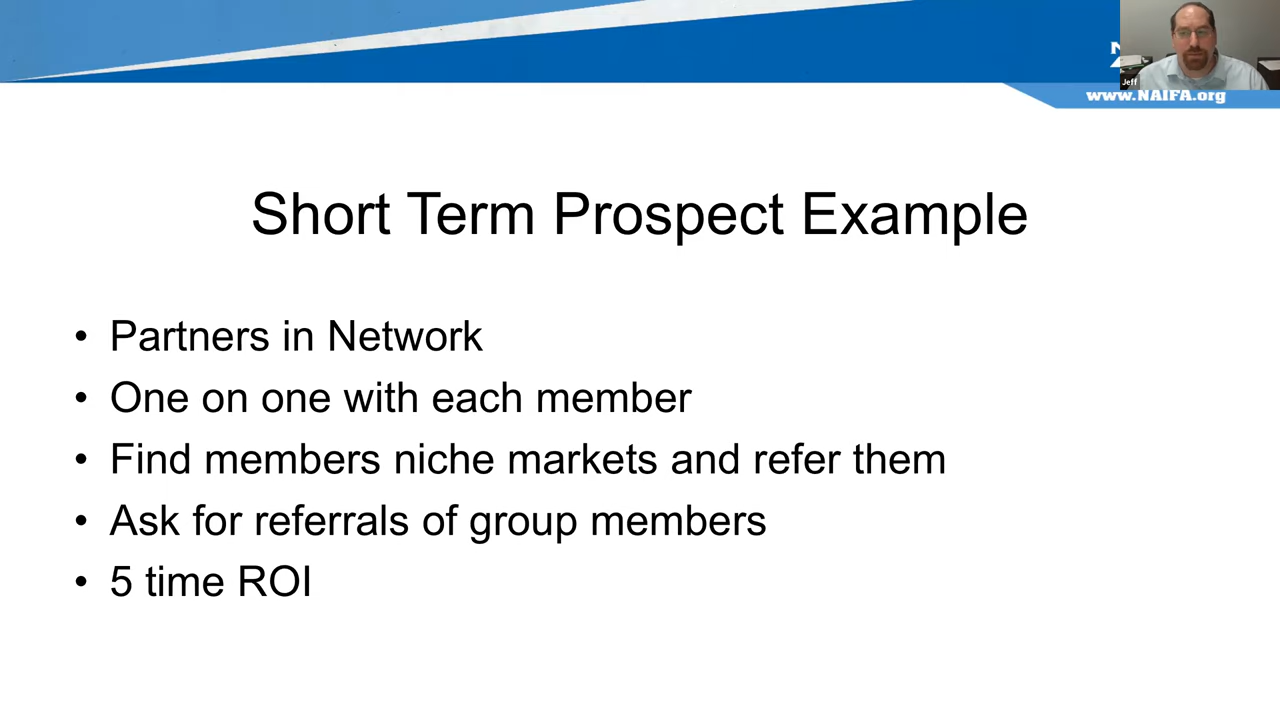 Jeff
www.NAIFA.org
Short Term Prospect Example
• Partners in Network
• One on one with each member
• Find members niche markets and refer them
• Ask for referrals of group members
• 5 time ROI